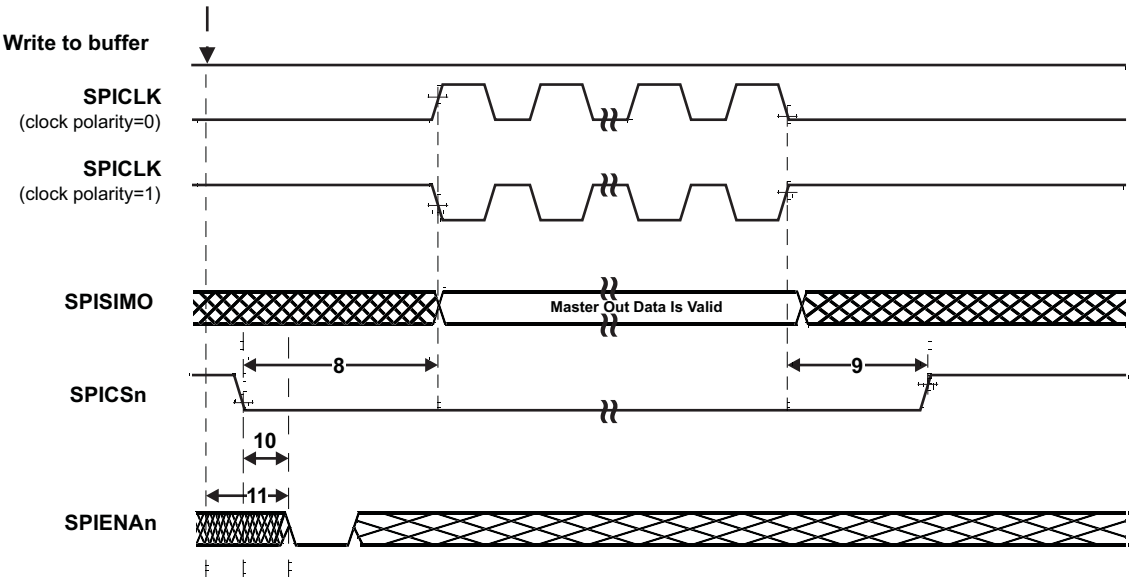 Write to buffer
SPICLK
(clock polarity=0)
SPICLK
(clock polarity=1)
SPISIMO
Master Out Data Is Valid
8
9
SPICSn
10
11
SPIENAn